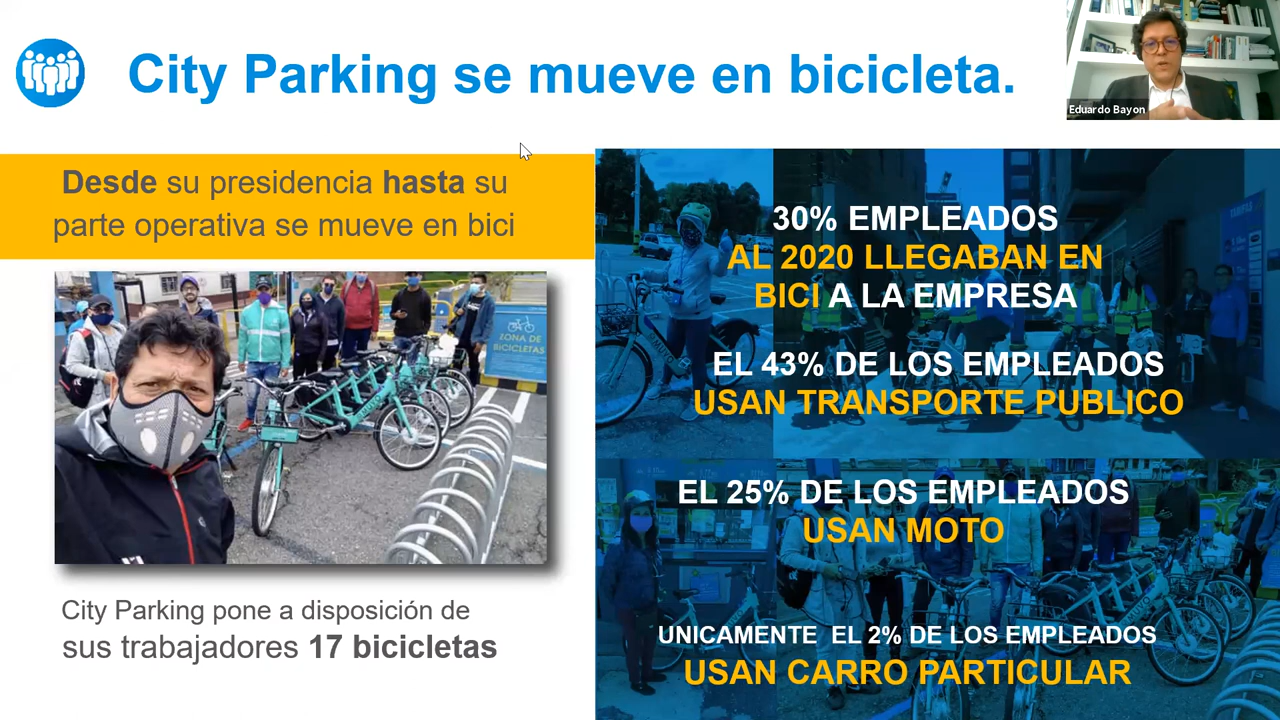 City Parking se mueve en bicicleta.
Eduardo Bayon
Desde su presidencia hasta su
parte operativa se mueve en bici
ZONA DE
BICICLETAS
City Parking pone a disposición de
sus trabajadores 17 bicicletas
30% EMPLEADOS
AL 2020 LLEGABAN EN
BICI A LA EMPRESA
EL 43% DE LOS EMPLEADOS
USAN TRANSPORTE PUBLICO
EL 25% DE LOS EMPLEADOS
USAN MOTO
UNICAMENTE EL 2% DE LOS EMPLEADOS
USAN CARRO PARTICULAR